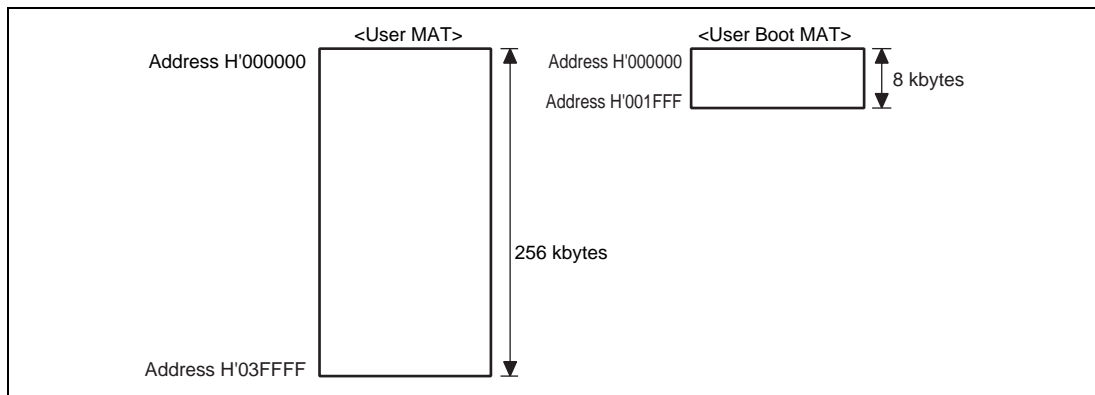 <User MAT>
Address H'000000
256 kbytes
Address H'03FFFF
<User Boot MAT>
Address H'000000
8 kbytes
Address H'001FFF